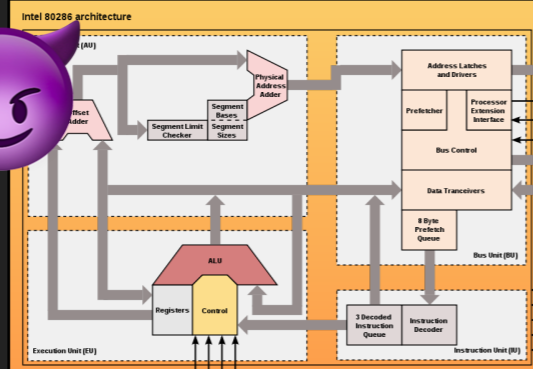 Intel 80286 architecture
(AU)
Physical
Address
Adder
Segment
Bases
Segment Limit
Checker
Segment
Sizes
Address Latches
and Drivers
Prefetcher
Processor
Extension
Interface
Bus Control
Data Tranceivers
8 Byte
Prefetch
Queue
Bus Unit (BU)
ALU
Registers
Control
3 Decoded
Instruction
Queue
Instruction
Decoder
Execution Unit (EU)
Instruction Unit (IU)